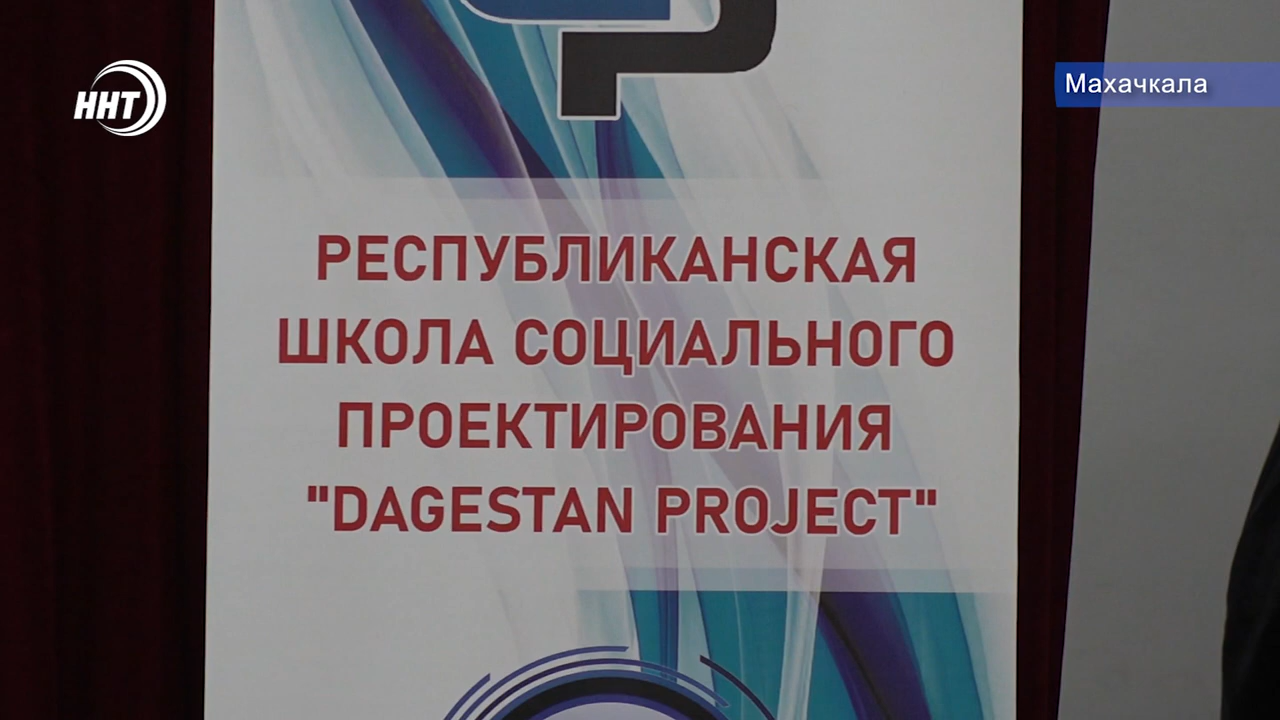 ННТ
Махачкала
РЕСПУБЛИКАНСКАЯ
ШКОЛА СОЦИАЛЬНОГО
ПРОЕКТИРОВАНИЯ
"DAGESTAN PROJECT"